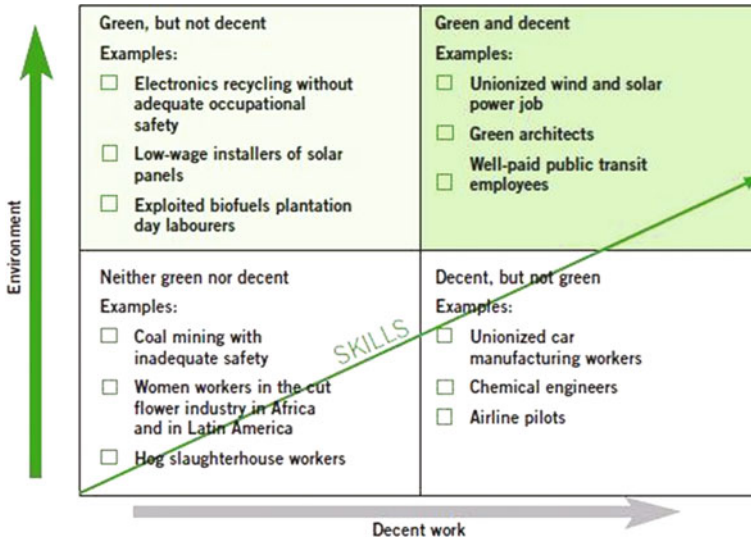 Green, but not decent
Examples:
Electronics recycling without
adequate occupational
safety
Low-wage installers of solar
panels
Exploited biofuels plantation
day labourers
Green and decent
Examples:
Unionized wind and solar
power job
Green architects
Well-paid public transit
employees
Environment
Neither green nor decent
Examples:
Coal mining with
inadequate safety
Women workers in the cut
flower industry in Africa
and in Latin America
Hog slaughterhouse workers
SKILLS
Decent, but not green
Examples:
Unionized car
manufacturing workers
Chemical engineers
Airline pilots
Decent work